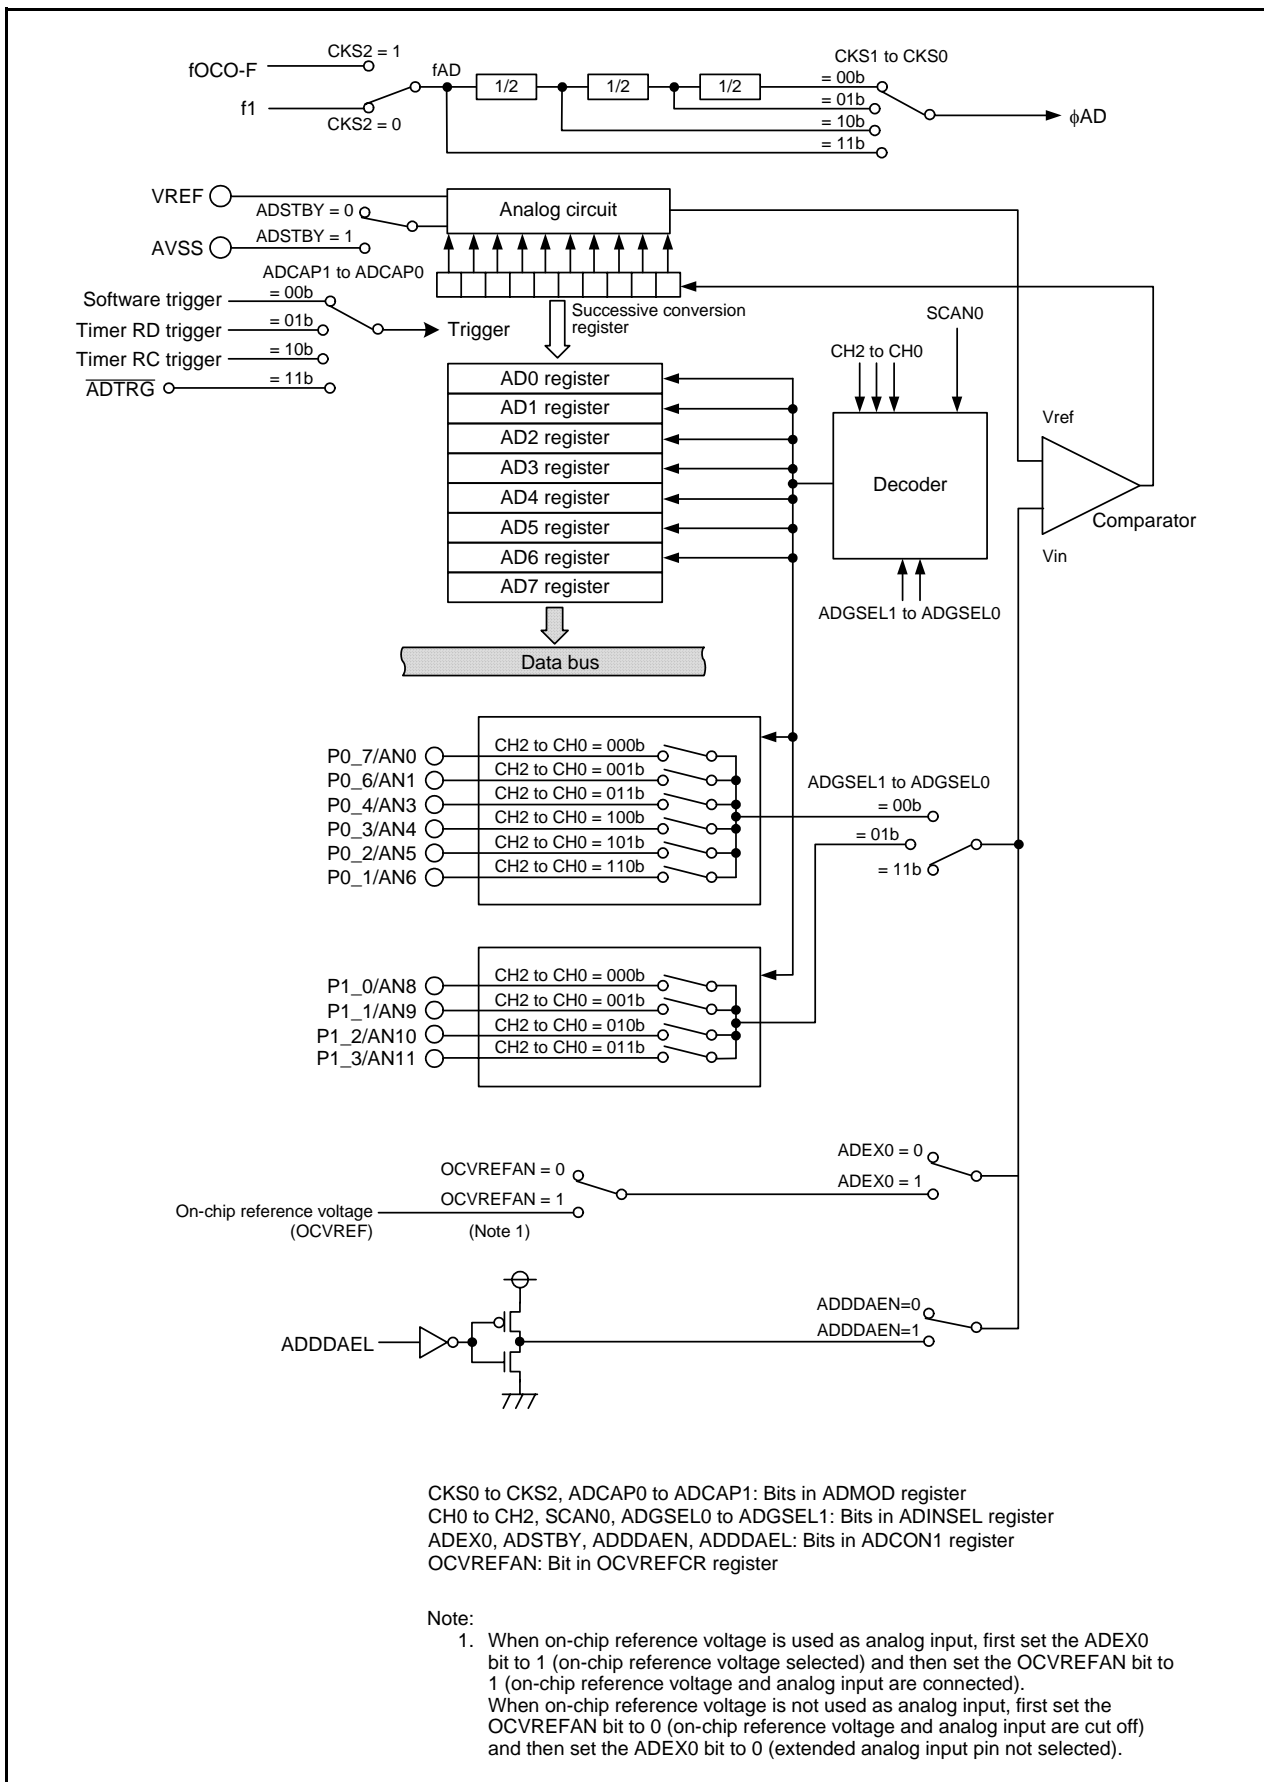 CKS2 = 1
fOCO-F
fAD
1/2
1/2
1/2
CKS1 to CKS0
= 00b
= 01b
= 10b
= 11b
f1
CKS2 = 0
ϕAD
VREF
ADSTBY = 0
Analog circuit
AVSS
ADSTBY = 1
ADCAP1 to ADCAP0
Software trigger
= 00b
Timer RD trigger
= 01b
Timer RC trigger
= 10b
ADTRG
= 11b
Trigger
Successive conversion
register
SCAN0
CH2 to CH0
AD0 register
AD1 register
AD2 register
AD3 register
AD4 register
AD5 register
AD6 register
AD7 register
Decoder
Vref
Comparator
Vin
ADGSEL1 to ADGSEL0
Data bus
P0_7/AN0
CH2 to CH0 = 000b
P0_6/AN1
CH2 to CH0 = 001b
P0_4/AN3
CH2 to CH0 = 011b
P0_3/AN4
CH2 to CH0 = 100b
P0_2/AN5
CH2 to CH0 = 101b
P0_1/AN6
CH2 to CH0 = 110b
ADGSEL1 to ADGSEL0
= 00b
= 01b
= 11b
P1_0/AN8
CH2 to CH0 = 000b
P1_1/AN9
CH2 to CH0 = 001b
P1_2/AN10
CH2 to CH0 = 010b
P1_3/AN11
CH2 to CH0 = 011b
OCVREFAN = 0
ADEX0 = 0
OCVREFAN = 1
ADEX0 = 1
On-chip reference voltage
(OCVREF)
(Note 1)
ADDDAEN=0
ADDDAEN=1
ADDDAEL
CKS0 to CKS2, ADCAP0 to ADCAP1: Bits in ADMOD register
CH0 to CH2, SCAN0, ADGSEL0 to ADGSEL1: Bits in ADINSEL register
ADEX0, ADSTBY, ADDDAEN, ADDDAEL: Bits in ADCON1 register
OCVREFAN: Bit in OCVREFCR register
Note:
1. When on-chip reference voltage is used as analog input, first set the ADEX0
bit to 1 (on-chip reference voltage selected) and then set the OCVREFAN bit to
1 (on-chip reference voltage and analog input are connected).
When on-chip reference voltage is not used as analog input, first set the
OCVREFAN bit to 0 (on-chip reference voltage and analog input are cut off)
and then set the ADEX0 bit to 0 (extended analog input pin not selected).